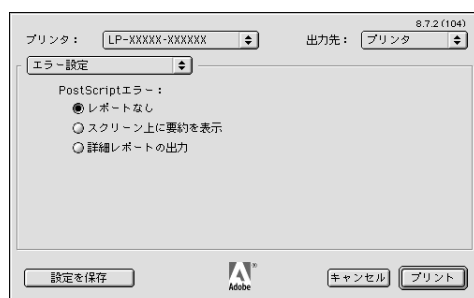 8.7.2 (104)
プリンタ： LP-XXXXX-XXXXXX 出力先： プリンタ
エラー設定
PostScriptエラー：
レポートなし
スクリーン上に要約を表示
詳細レポートの出力
設定を保存 Adobe ® キャンセル プリント